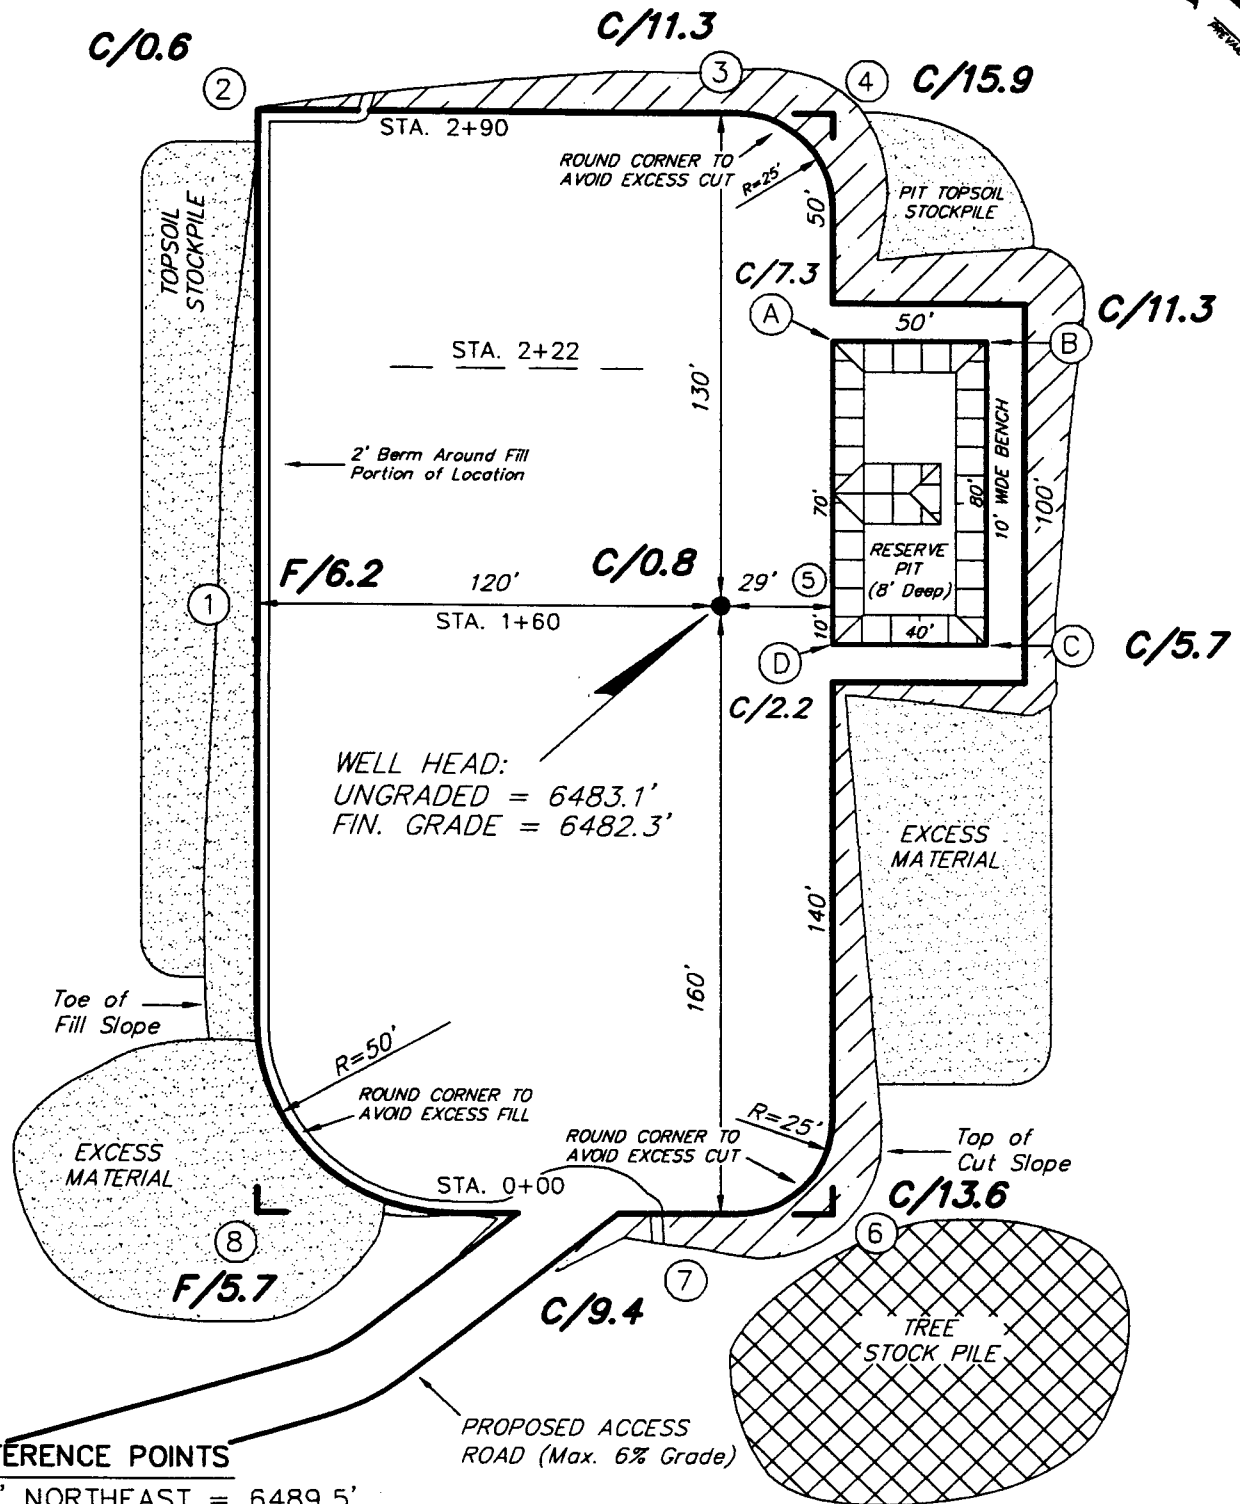 C/0.6
C/11.3
2
3
4
C/15.9
STA. 2+90
ROUND CORNER TO
AVOID EXCESS CUT
R=25'
50'
PIT TOPSOIL
STOCKPILE
TOPSOIL
STOCKPILE
C/7.3
A
50'
C/11.3
B
STA. 2+22
130'
2' Berm Around Fill
Portion of Location
70'
80'
10' WIDE BENCH
100'
RESERVE
PIT
(8' Deep)
F/6.2
120'
C/0.8
29'
5
1
STA. 1+60
10'
40'
D
C
C/5.7
C/2.2
WELL HEAD:
UNGRADED = 6483.1'
FIN. GRADE = 6482.3'
EXCESS
MATERIAL
140'
160'
Toe of
Fill Slope
R=50'
ROUND CORNER TO
AVOID EXCESS FILL
R=25'
ROUND CORNER TO
AVOID EXCESS CUT
Top of
Cut Slope
EXCESS
MATERIAL
STA. 0+00
C/13.6
8
6
F/5.7
7
C/9.4
TREE
STOCK PILE
PROPOSED ACCESS
ROAD (Max. 6% Grade)
ERENCE POINTS
' NORTHEAST = 6489.5'